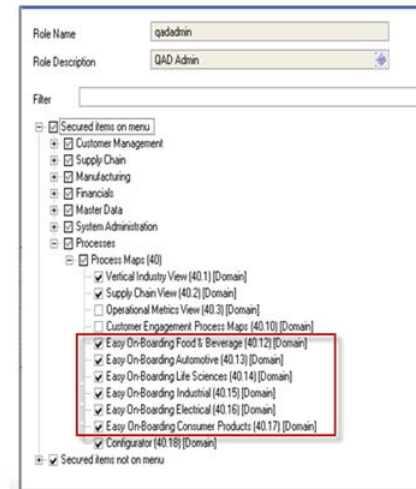 Role Name
qadadmin
Role Description
QAD Admin
Filter
Secured items on menu
Customer Management
Supply Chain
Manufacturing
Financials
Master Data
System Administration
Processes
Process Maps (40)
Vertical Industry View (40.1) [Domain]
Supply Chain View (40.2) [Domain]
Operational Metrics View (40.3) [Domain]
Customer Engagement Process Maps (40.10) [Domain]
Easy On-Boarding Food & Beverage (40.12) [Domain]
Easy On-Boarding Automotive (40.13) [Domain]
Easy On-Boarding Life Sciences (40.14) [Domain]
Easy On-Boarding Industrial (40.15) [Domain]
Easy On-Boarding Electrical (40.16) [Domain]
Easy On-Boarding Consumer Products (40.17) [Domain]
Configurator (40.18) [Domain]
Secured items not on menu